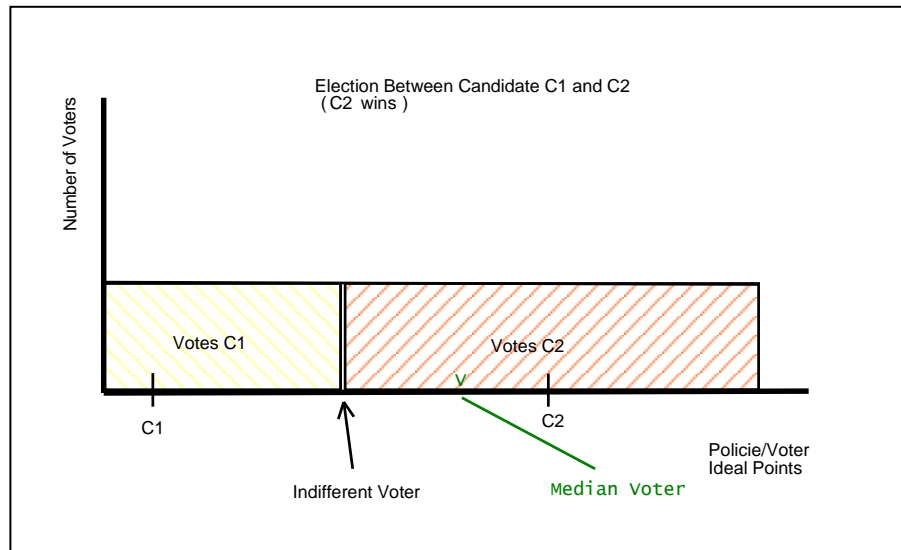 Election Between Candidate C1 and C2
( C2 wins )
Number of Voters
Votes C1
Votes C2
V
C1
C2
Policie/Voter
Ideal Points
Indifferent Voter
Median Voter